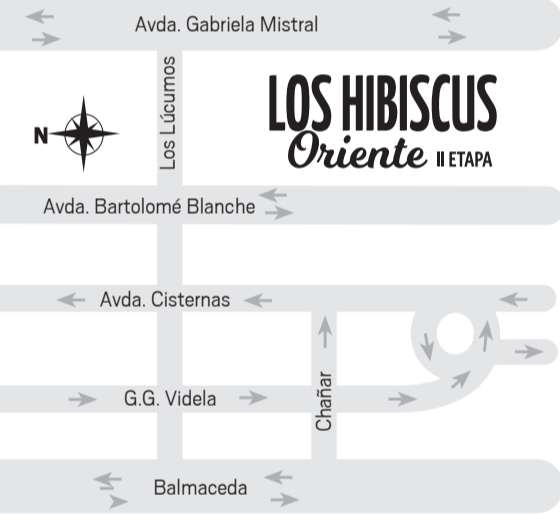 Avda. Gabriela Mistral
Los Lúcumos
LOS HIBISCUS
Oriente II ETAPA
N
Avda. Bartolomé Blanche
Avda. Cisternas
G.G. Videla
Chañar
Balmaceda